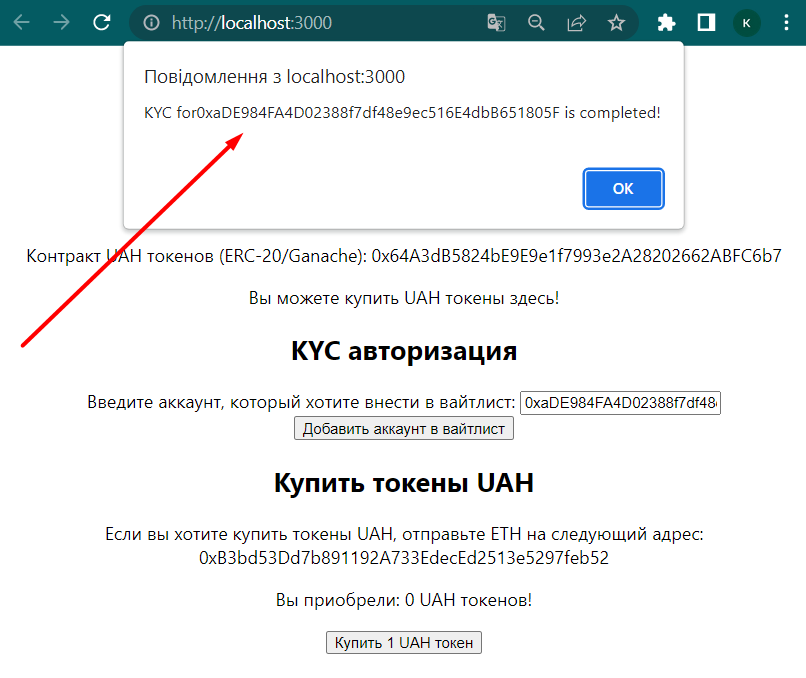 http://localhost:3000
K
Повідомлення з localhost:3000
KYC for0xaDE984FA4D02388f7df48e9ec516E4dbB651805F is completed!
OK
Контракт UAH токенов (ERC-20/Ganache): 0x64A3dB5824bE9E9e1f7993e2A28202662ABFC6b7
Вы можете купить UAH токены здесь!
KYC авторизация
Введите аккаунт, который хотите внести в вайтлист: 0xaDE984FA4D02388f7df48
Добавить аккаунт в вайтлист
Купить токены UAH
Если вы хотите купить токены UAH, отправьте ETH на следующий адрес:
0xB3bd53Dd7b891192A733EdecEd2513e5297feb52
Вы приобрели: 0 UAH токенов!
Купить 1 UAH токен